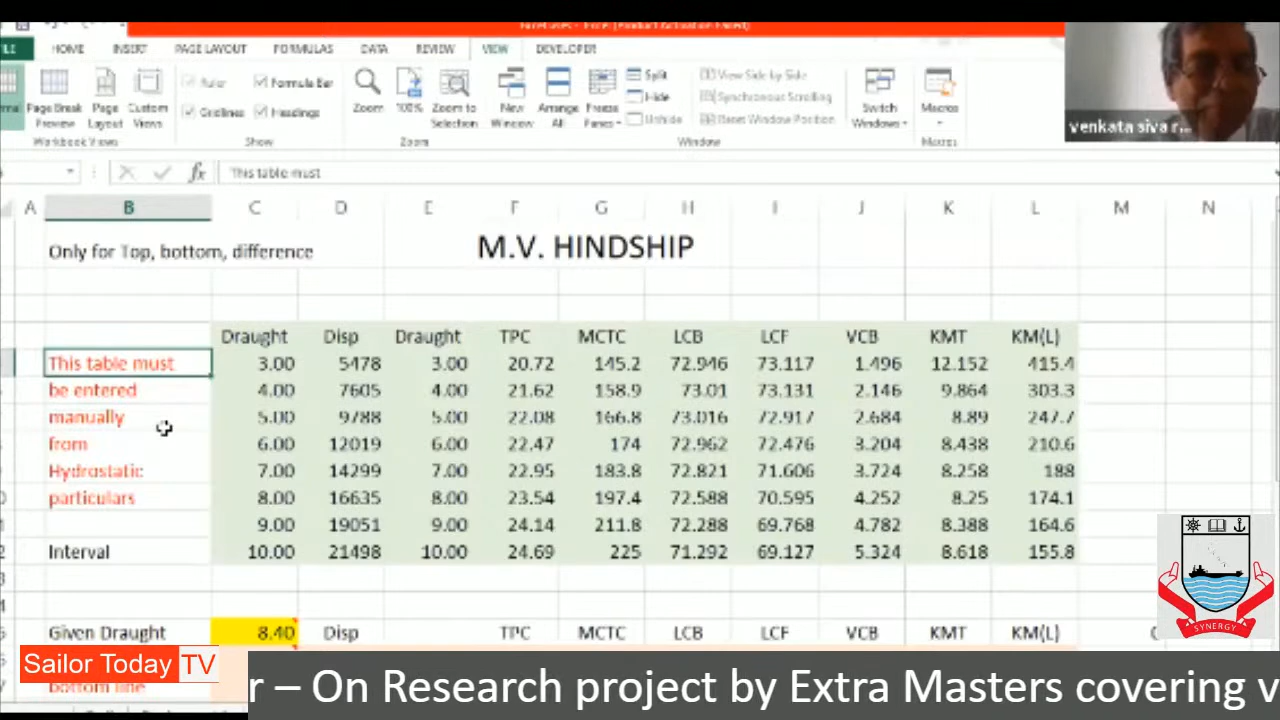 Excel (Product Activation Failed)
HOME INSERT PAGE LAYOUT FORMULAS DATA REVIEW VIEW DEVELOPER
Ruler Formula Bar
Gridlines Headings
Page Break Preview
Page Layout
Custom Views
Zoom 100% Zoom to Selection
New Window
Arrange All
Freeze Panes
Split
Hide
Unhide
View Side by Side
Synchronous Scrolling
Reset Window Position
Switch Windows
Macros
Workbook Views Show Zoom Window Macros
venkata siva r...
fx This table must
A B C D E F G H I J K L M N
Only for Top, bottom, difference M.V. HINDSHIP
Draught Disp Draught TPC MCTC LCB LCF VCB KMT KM(L)
This table must 3.00 5478 3.00 20.72 145.2 72.946 73.117 1.496 12.152 415.4
be entered 4.00 7605 4.00 21.62 158.9 73.01 73.131 2.146 9.864 303.3
manually 5.00 9788 5.00 22.08 166.8 73.016 72.917 2.684 8.89 247.7
from 6.00 12019 6.00 22.47 174 72.962 72.476 3.204 8.438 210.6
Hydrostatic 7.00 14299 7.00 22.95 183.8 72.821 71.606 3.724 8.258 188
particulars 8.00 16635 8.00 23.54 197.4 72.588 70.595 4.252 8.25 174.1
9.00 19051 9.00 24.14 211.8 72.288 69.768 4.782 8.388 164.6
Interval 10.00 21498 10.00 24.69 225 71.292 69.127 5.324 8.618 155.8
Given Draught 8.40 Disp TPC MCTC LCB LCF VCB KMT KM(L)
bottom line
SYNERGY
Sailor Today TV
r – On Research project by Extra Masters covering v